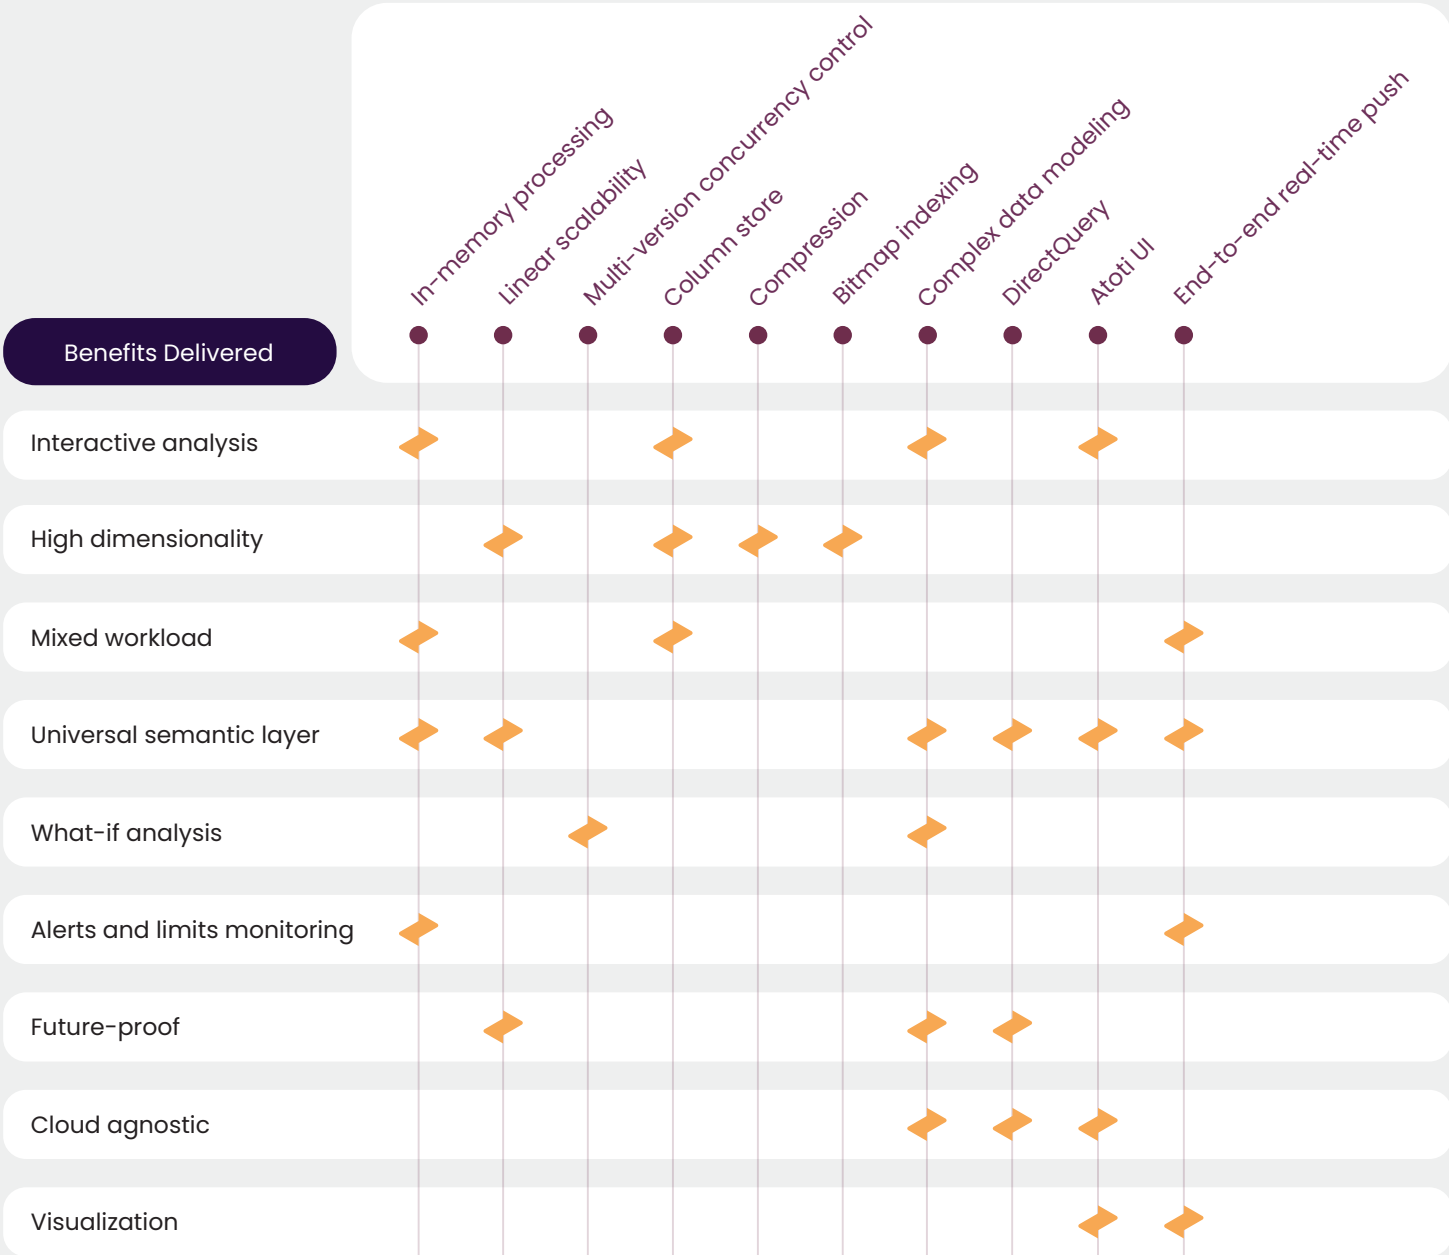 In-memory processing
Linear scalability
Multi-version concurrency control
Column store
Compression
Bitmap indexing
Complex data modeling
DirectQuery
Atoti UI
End-to-end real-time push
Benefits Delivered
Interactive analysis
High dimensionality
Mixed workload
Universal semantic layer
What-if analysis
Alerts and limits monitoring
Future-proof
Cloud agnostic
Visualization